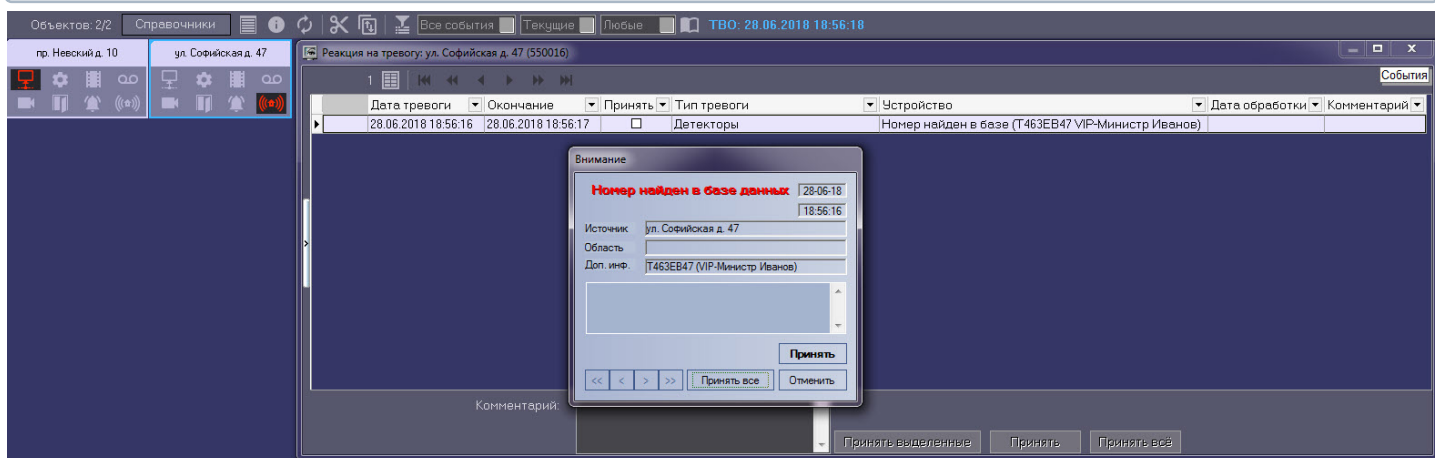 Объектов: 2/2 Справочники Все события Текущие Любые ТВО: 28.06.2018 18:56:18
пр. Невский д. 10 ул. Софийская д. 47
Реакция на тревогу: ул. Софийская д. 47 (550016)
1
События
Дата тревоги Окончание Принять Тип тревоги Устройство Дата обработки Комментарий
28.06.2018 18:56:16 28.06.2018 18:56:17 Детекторы Номер найден в базе (T463EB47 VIP-Министр Иванов)
Внимание
Номер найден в базе данных 28-06-18
18:56:16
Источник ул. Софийская д. 47
Область
Доп. инф. T463EB47 (VIP-Министр Иванов)
Принять
<< < > >> Принять все Отменить
Комментарий:
Принять выделенные Принять Принять всё